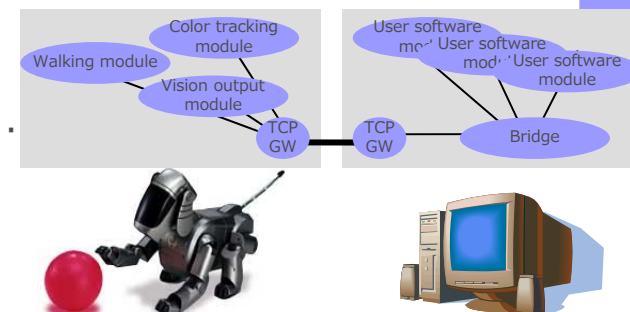 Color tracking
module
Walking module
Vision output
module
TCP
GW
User software
User software
User software
module
TCP
GW
Bridge